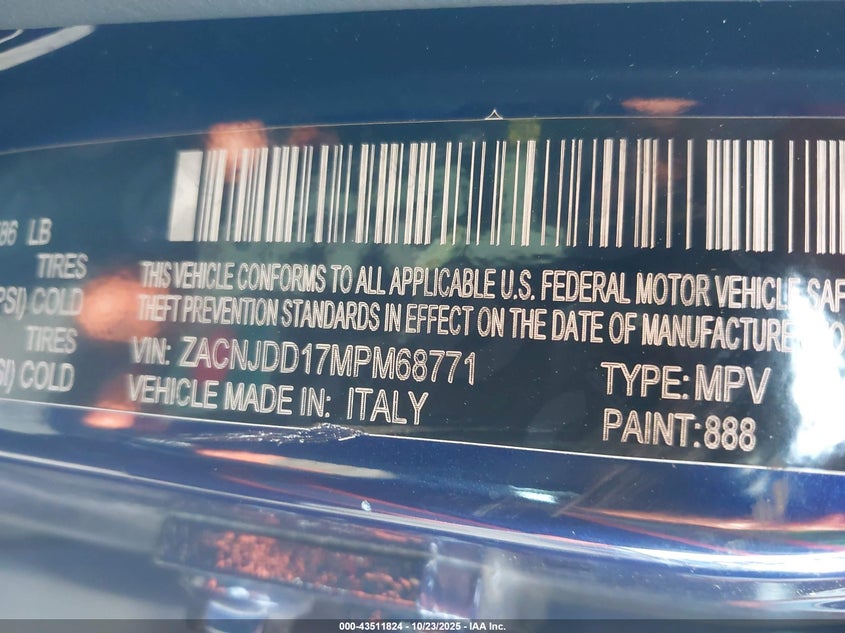 86 LB
TIRES
PSI) COLD
TIRES
SI) COLD
THIS VEHICLE CONFORMS TO ALL APPLICABLE U.S. FEDERAL MOTOR VEHICLE SAF
THEFT PREVENTION STANDARDS IN EFFECT ON THE DATE OF MANUFACTURE
VIN: ZACNJDD17MPM68771
TYPE: MPV
VEHICLE MADE IN: ITALY
PAINT: 888
000-43511824 - 10/23/2025 - IAA Inc.